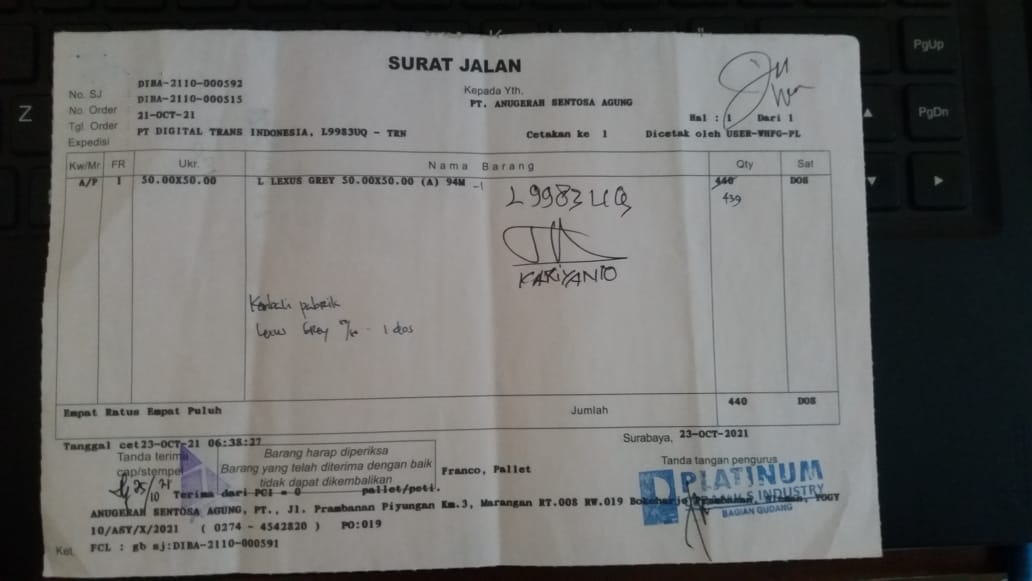 PgUp
Z
PgDn
SURAT JALAN
No. SJ DIBA-2110-000592
No. Order DIBA-2110-000515
Tgl. Order 21-OCT-21
Expedisi PT DIGITAL TRANS INDONESIA, L9983UQ - TRN
Kepada Yth.
PT. ANUGERAH SENTOSA AGUNG
Hal : 1 Dari 1
Cetakan ke 1 Dicetak oleh USER-WHFG-PL
Kw/Mr. FR Ukr. Nama Barang Qty Sat
A/P 1 50.00X50.00 L LEXUS GREY 50.00X50.00 (A) 94M -1 440 DOS
439
L 9983 UQ
KARIYANTO
Kembali pabrik
Lexus Grey - 1 dos
Empat Ratus Empat Puluh Jumlah 440 DOS
Tanggal cet23-OCT-21 06:38:27
Surabaya, 23-OCT-2021
Tanda terima
cap/stempel
Barang harap diperiksa
Barang yang telah diterima dengan baik
tidak dapat dikembalikan
Franco, Pallet
Tanda tangan pengurus
PLATINUM
INDUSTRY
BAGIAN GUDANG
25/10 21
Terima dari PCI = 0 pallet/peti.
ANUGERAH SENTOSA AGUNG, PT., Jl. Prambanan Piyungan Km.3, Marangan RT.008 RW.019 YOGY
10/ASY/X/2021 ( 0274 - 4542820 ) PO:019
Ket. FCL : gb sj:DIBA-2110-000591